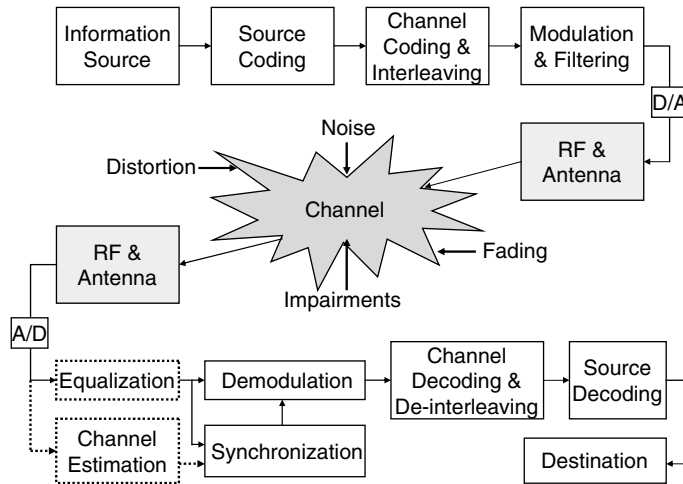 Information
Source
Source
Coding
Channel
Coding &
Interleaving
Modulation
& Filtering
D/A
RF &
Antenna
Noise
Distortion
Channel
Fading
Impairments
RF &
Antenna
A/D
Equalization
Demodulation
Channel
Decoding &
De-interleaving
Source
Decoding
Channel
Estimation
Synchronization
Destination